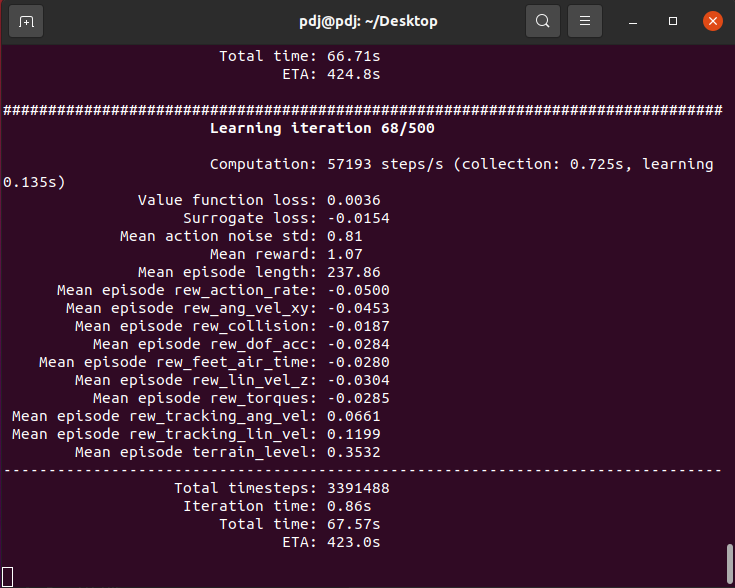 pdj@pdj: ~/Desktop
Total time: 66.71s
ETA: 424.8s
################################################################################
Learning iteration 68/500
Computation: 57193 steps/s (collection: 0.725s, learning
0.135s)
Value function loss: 0.0036
Surrogate loss: -0.0154
Mean action noise std: 0.81
Mean reward: 1.07
Mean episode length: 237.86
Mean episode rew_action_rate: -0.0500
Mean episode rew_ang_vel_xy: -0.0453
Mean episode rew_collision: -0.0187
Mean episode rew_dof_acc: -0.0284
Mean episode rew_feet_air_time: -0.0280
Mean episode rew_lin_vel_z: -0.0304
Mean episode rew_torques: -0.0285
Mean episode rew_tracking_ang_vel: 0.0661
Mean episode rew_tracking_lin_vel: 0.1199
Mean episode terrain_level: 0.3532
--------------------------------------------------------------------------------
Total timesteps: 3391488
Iteration time: 0.86s
Total time: 67.57s
ETA: 423.0s